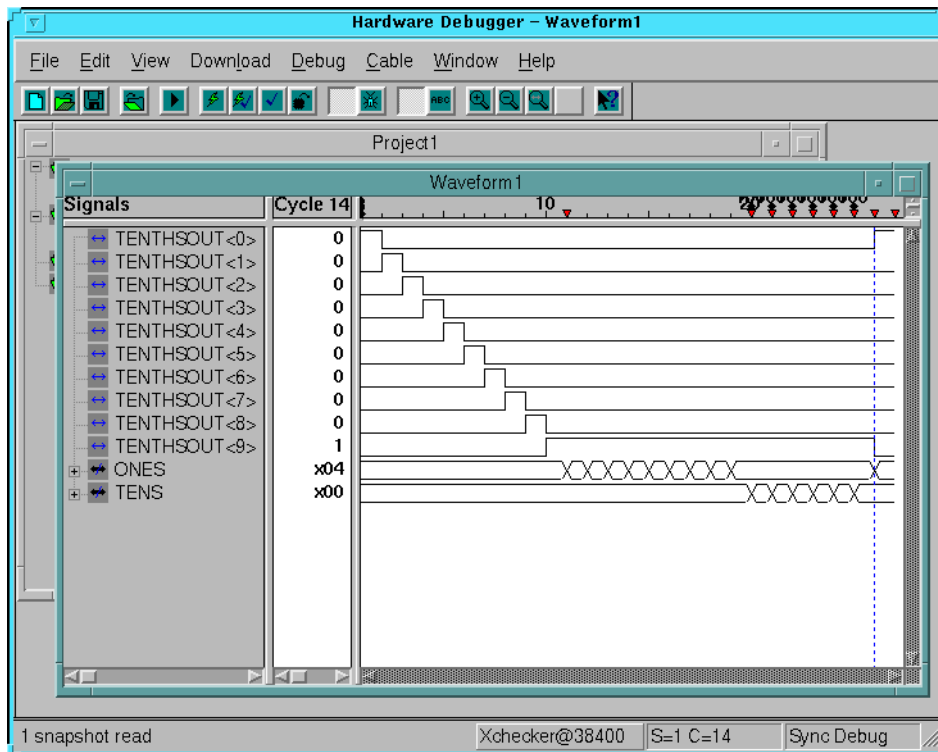 Hardware Debugger – Waveform1
File Edit View Download Debug Cable Window Help
ABC
Project1
Waveform1
Signals Cycle 14 10
TENTHSOUT<0> 0
TENTHSOUT<1> 0
TENTHSOUT<2> 0
TENTHSOUT<3> 0
TENTHSOUT<4> 0
TENTHSOUT<5> 0
TENTHSOUT<6> 0
TENTHSOUT<7> 0
TENTHSOUT<8> 0
TENTHSOUT<9> 1
ONES x04
TENS x00
1 snapshot read Xchecker@38400 S=1 C=14 Sync Debug